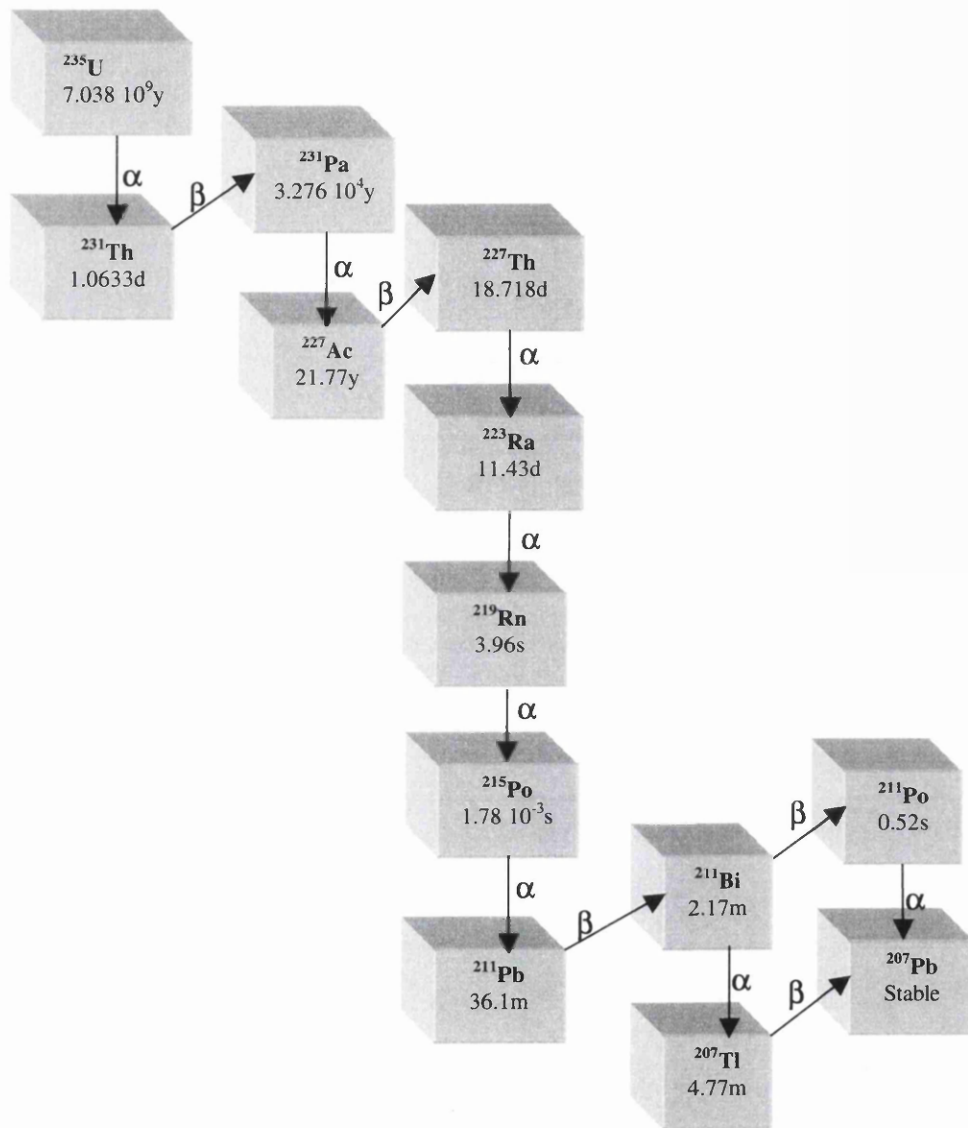 ²³⁵U
7.038 10⁹y
α
β
²³¹Pa
3.276 10⁴y
²³¹Th
1.0633d
α
β
²²⁷Th
18.718d
²²⁷Ac
21.77y
α
²²³Ra
11.43d
α
²¹⁹Rn
3.96s
α
²¹⁵Po
1.78 10⁻³s
β
²¹¹Po
0.52s
α
β
²¹¹Bi
2.17m
α
²¹¹Pb
36.1m
α
β
²⁰⁷Pb
Stable
²⁰⁷Tl
4.77m